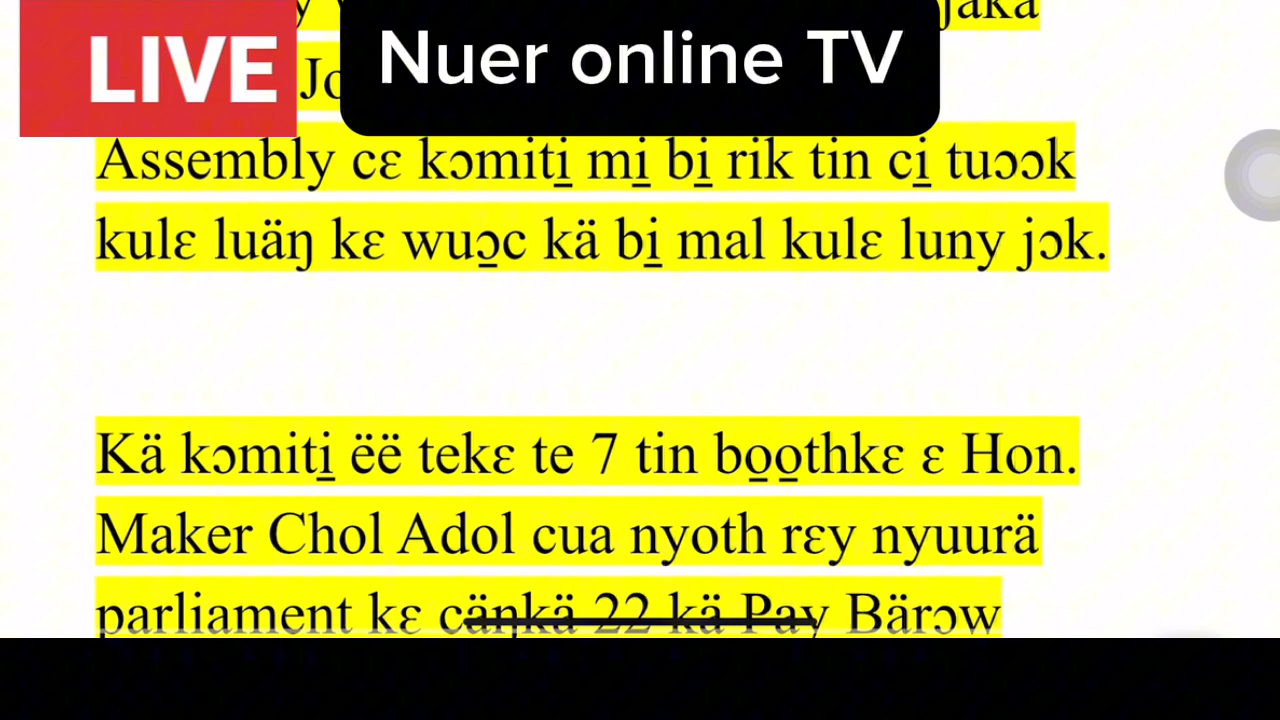 LIVE
Nuer online TV
Assembly cɛ kɔmiti̱ mi̱ bi̱ rik tin ci̱ tuɔɔk
kulɛ luäŋ kɛ wuɔ̱c kä bi̱ mal kulɛ luny jɔk.
Kä kɔmiti̱ ëë tekɛ te 7 tin bo̱o̱thkɛ ɛ Hon.
Maker Chol Adol cua nyoth rɛy nyuurä
parliament kɛ cäŋkä 22 kä Pay Bärɔw